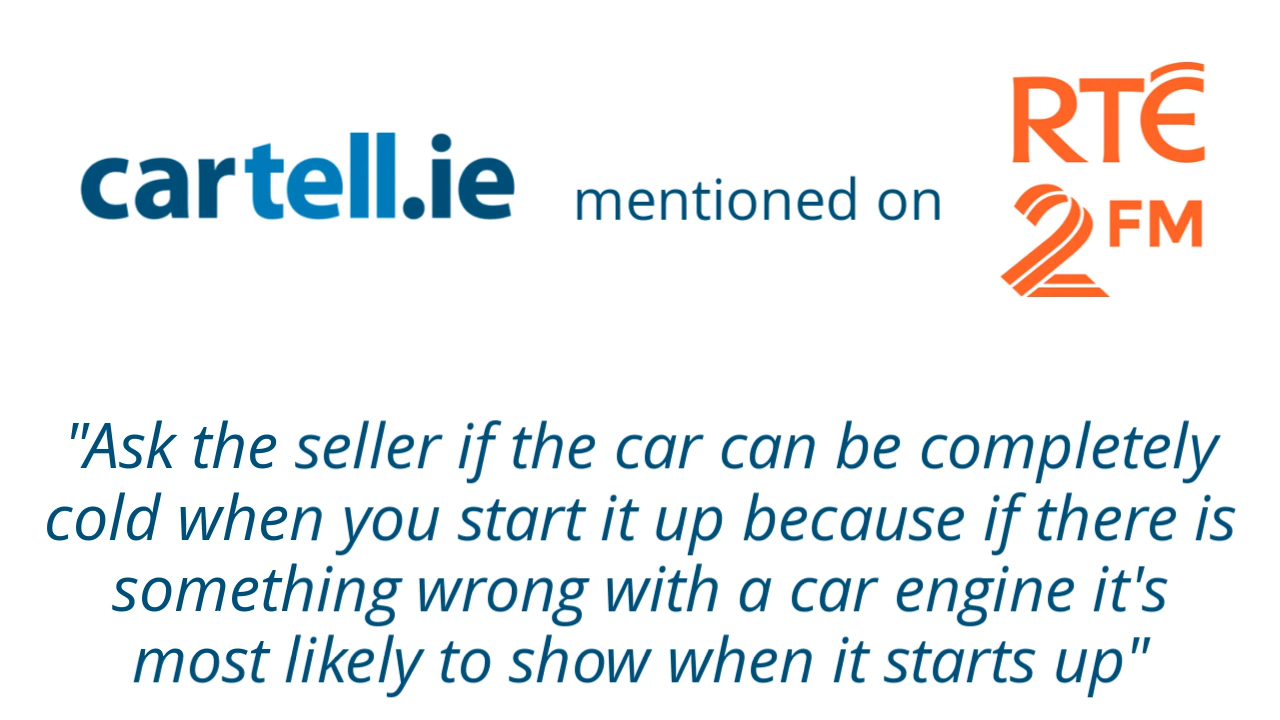 cartell.ie mentioned on
RTÉ
2FM
"Ask the seller if the car can be completely
cold when you start it up because if there is
something wrong with a car engine it's
most likely to show when it starts up"